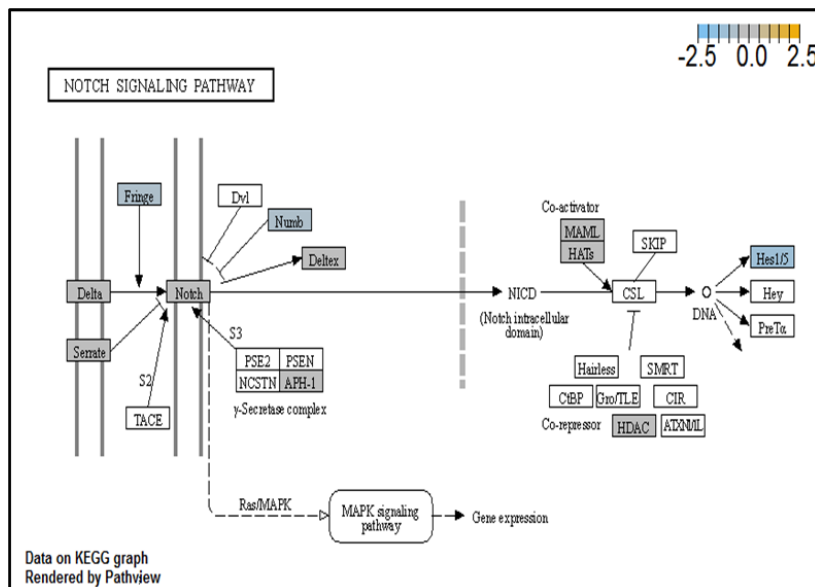 -2.5 0.0 2.5
NOTCH SIGNALING PATHWAY
Fringe
Dvl
Numb
Deltex
Delta
Notch
Serrate
S2
TACE
S3
PSE2 PSEN
NCSTN APH-1
γ-Secretase complex
Co-activator
MAML
HATs
SKIP
NICD
(Notch intracellular
domain)
CSL
DNA
Hes1/5
Hey
PreTα
Hairless SMRT
CtBP Gro/TLE CIR
Co-repressor HDAC ATXN1/1L
Ras/MAPK
MAPK signaling
pathway
Gene expression
Data on KEGG graph
Rendered by Pathview